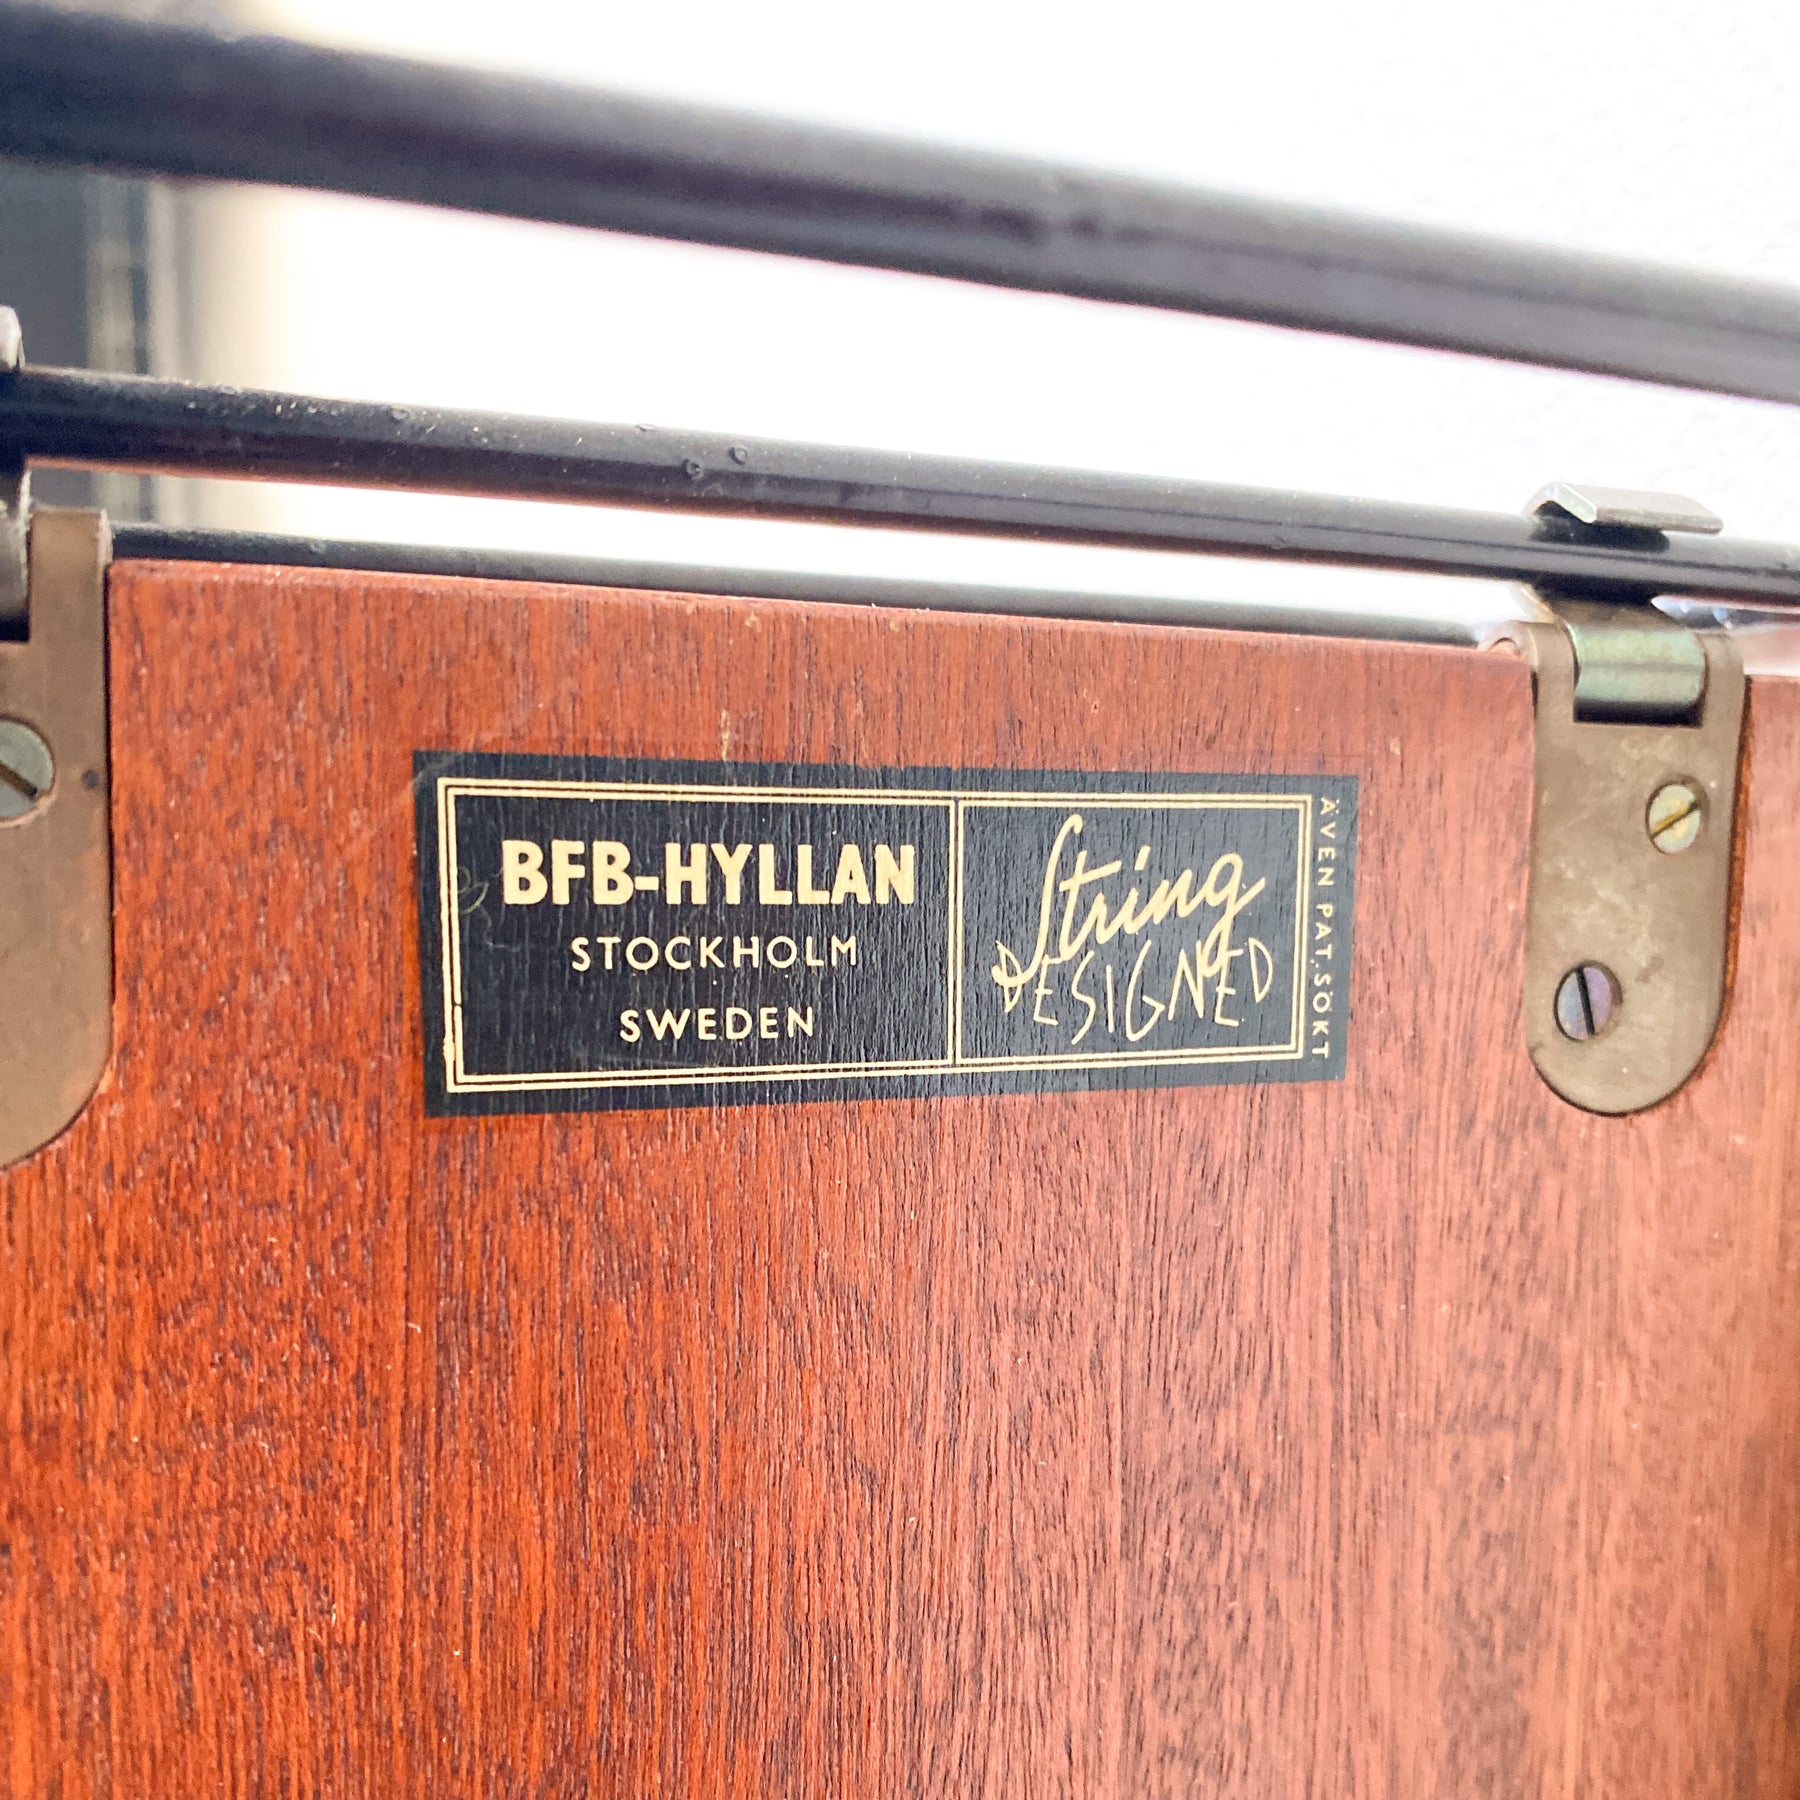 BFB-HYLLAN
STOCKHOLM
SWEDEN
String
DESIGNED
ÄVEN PAT. SÖKT